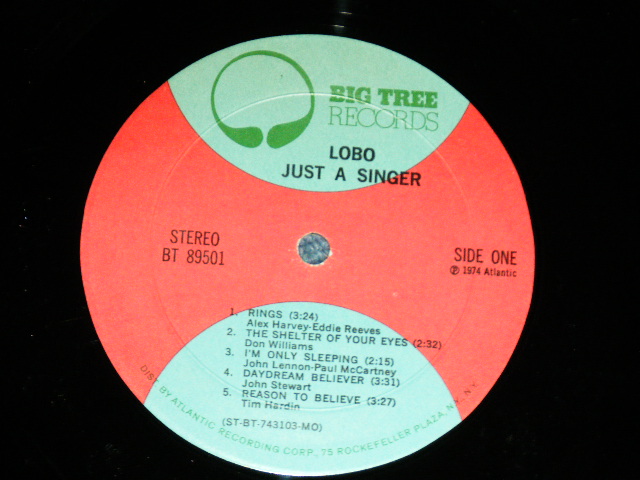 BIG TREE
RECORDS
LOBO
JUST A SINGER
STEREO
BT 89501
SIDE ONE
℗ 1974 Atlantic
1. RINGS (3:24)
Alex Harvey-Eddie Reeves
2. THE SHELTER OF YOUR EYES (2:32)
Don Williams
3. I'M ONLY SLEEPING (2:15)
John Lennon-Paul McCartney
4. DAYDREAM BELIEVER (3:31)
John Stewart
5. REASON TO BELIEVE (3:27)
Tim Hardin
(ST-BT-743103-MO)
DIST. BY ATLANTIC RECORDING CORP., 75 ROCKEFELLER PLAZA, N.Y. N.Y.